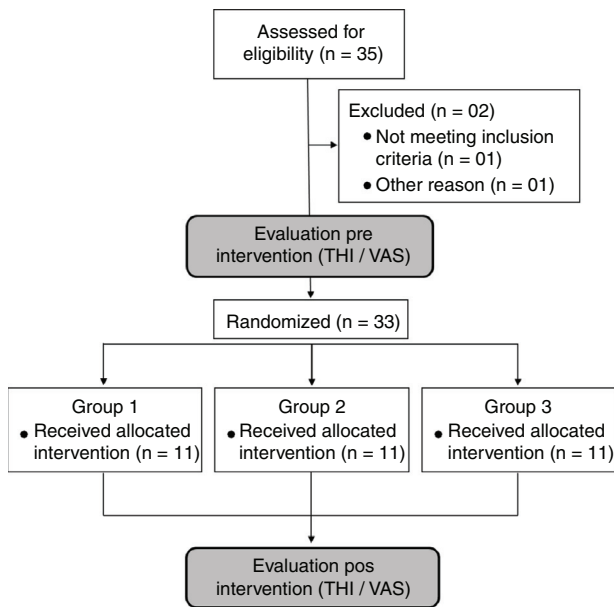 Assessed for
eligibility (n = 35)
Excluded (n = 02)
• Not meeting inclusion
criteria (n = 01)
• Other reason (n = 01)
Evaluation pre
intervention (THI / VAS)
Randomized (n = 33)
Group 1
• Received allocated
intervention (n = 11)
Group 2
• Received allocated
intervention (n = 11)
Group 3
• Received allocated
intervention (n = 11)
Evaluation pos
intervention (THI / VAS)